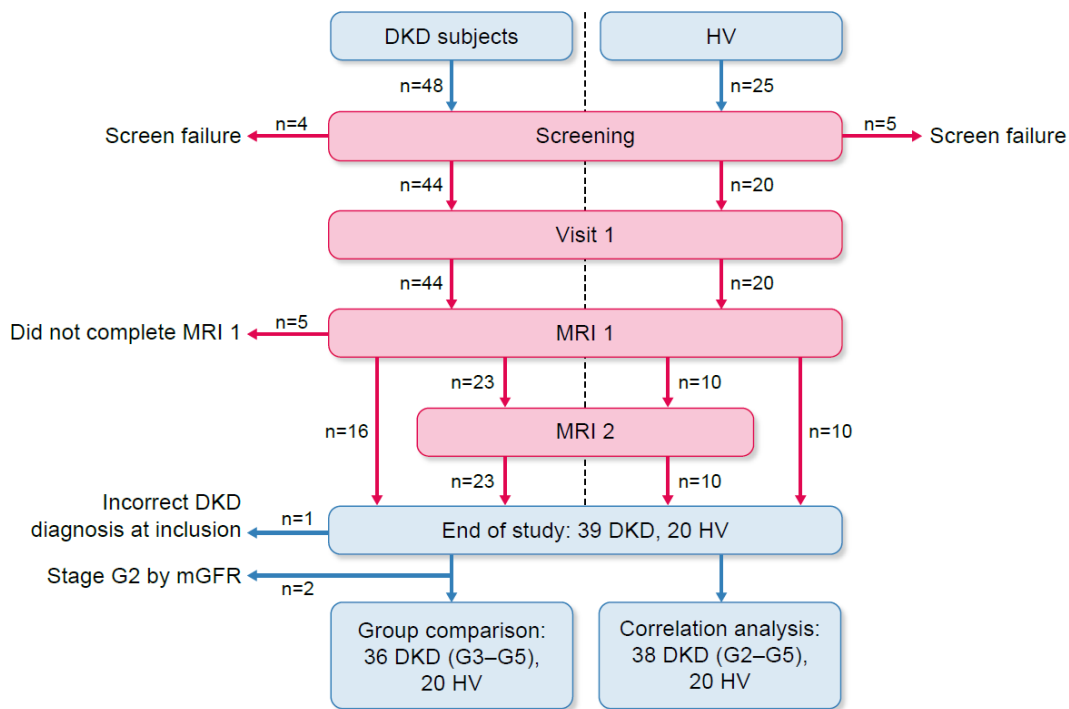 DKD subjects
HV
n=48
n=25
Screen failure
n=4
Screening
n=5
Screen failure
n=44
n=20
Visit 1
n=44
n=20
Did not complete MRI 1
n=5
MRI 1
n=23
n=10
n=16
MRI 2
n=10
n=23
n=10
Incorrect DKD
diagnosis at inclusion
n=1
End of study: 39 DKD, 20 HV
Stage G2 by mGFR
n=2
Group comparison:
36 DKD (G3–G5),
20 HV
Correlation analysis:
38 DKD (G2–G5),
20 HV